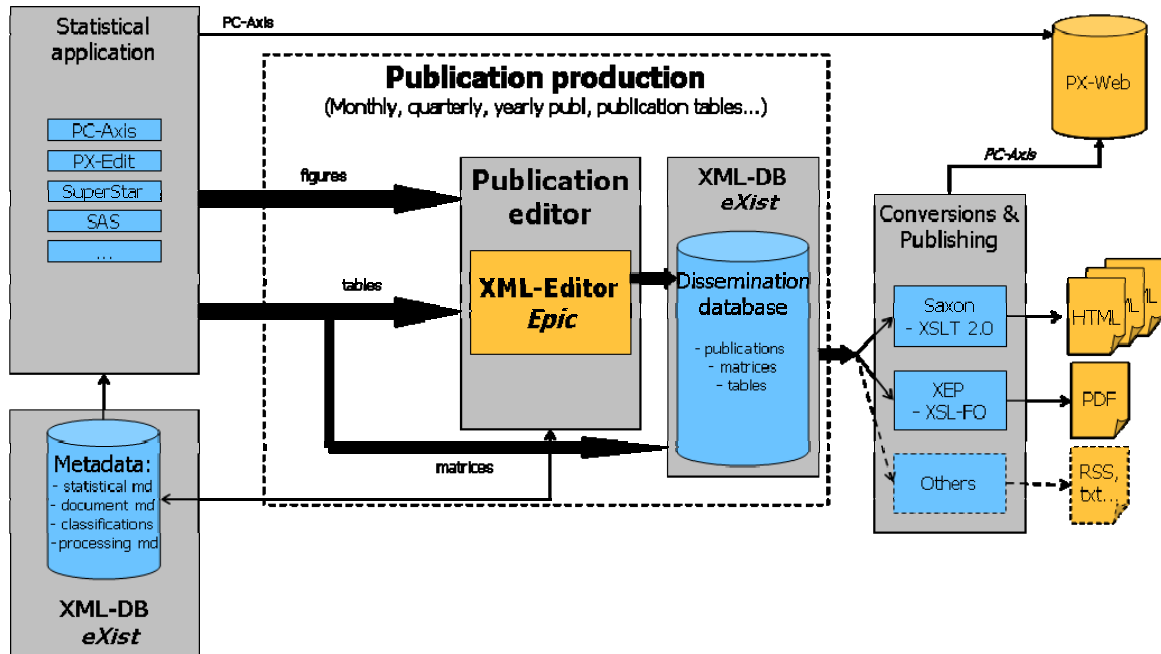 Statistical
application
PC-Axis
PX-Edit
SuperStar
SAS
...
PC-Axis
Publication production
(Monthly, quarterly, yearly publ, publication tables...)
figures
tables
matrices
Publication
editor
XML-Editor
Epic
XML-DB
eXist
Dissemination
database
- publications
- matrices
- tables
PX-Web
PC-Axis
Conversions &
Publishing
Saxon
- XSLT 2.0
XEP
- XSL-FO
Others
HTML
ML
L
PDF
RSS,
txt...
Metadata:
- statistical md
- document md
- classifications
- processing md
XML-DB
eXist